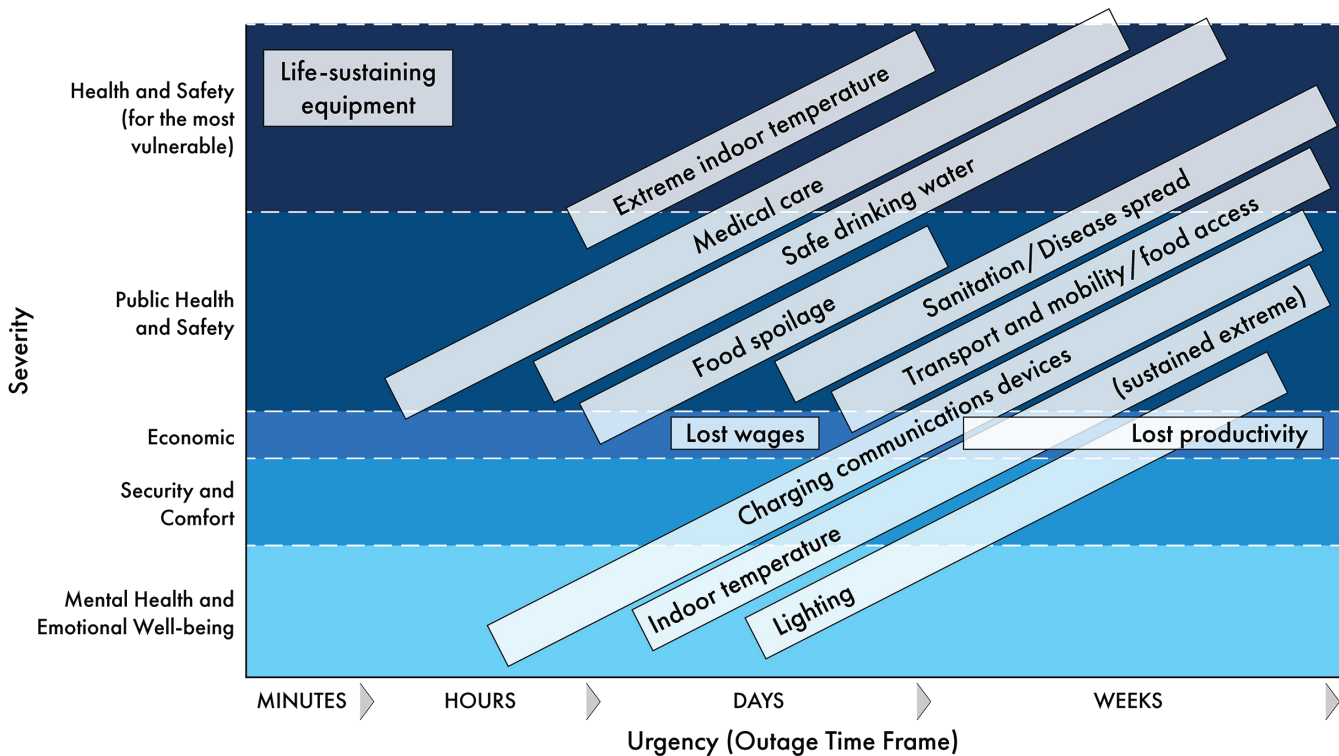 Severity
Health and Safety
(for the most
vulnerable)
Public Health
and Safety
Economic
Security and
Comfort
Mental Health and
Emotional Well-being
Life-sustaining
equipment
Extreme indoor temperature
Medical care
Safe drinking water
Food spoilage
Sanitation/Disease spread
Transport and mobility/food access
Charging communications devices
Indoor temperature
(sustained extreme)
Lighting
Lost wages
Lost productivity
MINUTES
HOURS
DAYS
WEEKS
Urgency (Outage Time Frame)